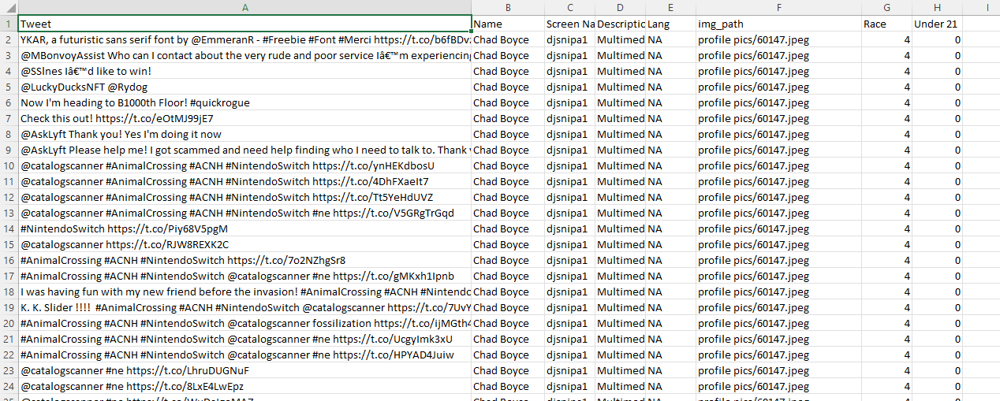 A B C D E F G H I
1 Tweet Name Screen Na Descriptic Lang img_path Race Under 21
2 YKAR, a futuristic sans serif font by @EmmeranR - #Freebie #Font #Merci https://t.co/b6fBDv Chad Boyce djsnipa1 Multimed NA profile pics/60147.jpeg 4 0
3 @MBonvoyAssist Who can I contact about the very rude and poor service Iâ€™m experiencing Chad Boyce djsnipa1 Multimed NA profile pics/60147.jpeg 4 0
4 @SSlnes Iâ€™d like to win! Chad Boyce djsnipa1 Multimed NA profile pics/60147.jpeg 4 0
5 @LuckyDucksNFT @Rydog Chad Boyce djsnipa1 Multimed NA profile pics/60147.jpeg 4 0
6 Now I'm heading to B1000th Floor! #quickrogue Chad Boyce djsnipa1 Multimed NA profile pics/60147.jpeg 4 0
7 Check this out! https://t.co/eOtMJ99jE7 Chad Boyce djsnipa1 Multimed NA profile pics/60147.jpeg 4 0
8 @AskLyft Thank you! Yes I'm doing it now Chad Boyce djsnipa1 Multimed NA profile pics/60147.jpeg 4 0
9 @AskLyft Please help me! I got scammed and need help finding who I need to talk to. Thank Chad Boyce djsnipa1 Multimed NA profile pics/60147.jpeg 4 0
10 @catalogscanner #AnimalCrossing #ACNH #NintendoSwitch https://t.co/ynHEKdbosU Chad Boyce djsnipa1 Multimed NA profile pics/60147.jpeg 4 0
11 @catalogscanner #AnimalCrossing #ACNH #NintendoSwitch https://t.co/4DhFXaeIt7 Chad Boyce djsnipa1 Multimed NA profile pics/60147.jpeg 4 0
12 @catalogscanner #AnimalCrossing #ACNH #NintendoSwitch https://t.co/Tt5YeHdUVZ Chad Boyce djsnipa1 Multimed NA profile pics/60147.jpeg 4 0
13 @catalogscanner #AnimalCrossing #ACNH #NintendoSwitch #ne https://t.co/V5GRgTrGqd Chad Boyce djsnipa1 Multimed NA profile pics/60147.jpeg 4 0
14 #NintendoSwitch https://t.co/Piy68V5pgM Chad Boyce djsnipa1 Multimed NA profile pics/60147.jpeg 4 0
15 @catalogscanner https://t.co/RJW8REXK2C Chad Boyce djsnipa1 Multimed NA profile pics/60147.jpeg 4 0
16 #AnimalCrossing #ACNH #NintendoSwitch https://t.co/7o2NZhgSr8 Chad Boyce djsnipa1 Multimed NA profile pics/60147.jpeg 4 0
17 #AnimalCrossing #ACNH #NintendoSwitch @catalogscanner #ne https://t.co/gMKxh1Ipnb Chad Boyce djsnipa1 Multimed NA profile pics/60147.jpeg 4 0
18 I was having fun with my new friend before the invasion! #AnimalCrossing #ACNH #Nintendo Chad Boyce djsnipa1 Multimed NA profile pics/60147.jpeg 4 0
19 K. K. Slider !!!! #AnimalCrossing #ACNH #NintendoSwitch @catalogscanner https://t.co/7UvY Chad Boyce djsnipa1 Multimed NA profile pics/60147.jpeg 4 0
20 #AnimalCrossing #ACNH #NintendoSwitch @catalogscanner fossilization https://t.co/ijMGth4 Chad Boyce djsnipa1 Multimed NA profile pics/60147.jpeg 4 0
21 #AnimalCrossing #ACNH #NintendoSwitch @catalogscanner #ne https://t.co/UcgyImk3xU Chad Boyce djsnipa1 Multimed NA profile pics/60147.jpeg 4 0
22 #AnimalCrossing #ACNH #NintendoSwitch @catalogscanner #ne https://t.co/HPYAD4Juiw Chad Boyce djsnipa1 Multimed NA profile pics/60147.jpeg 4 0
23 @catalogscanner #ne https://t.co/LhruDUGNuF Chad Boyce djsnipa1 Multimed NA profile pics/60147.jpeg 4 0
24 @catalogscanner #ne https://t.co/8LxE4LwEpz Chad Boyce djsnipa1 Multimed NA profile pics/60147.jpeg 4 0